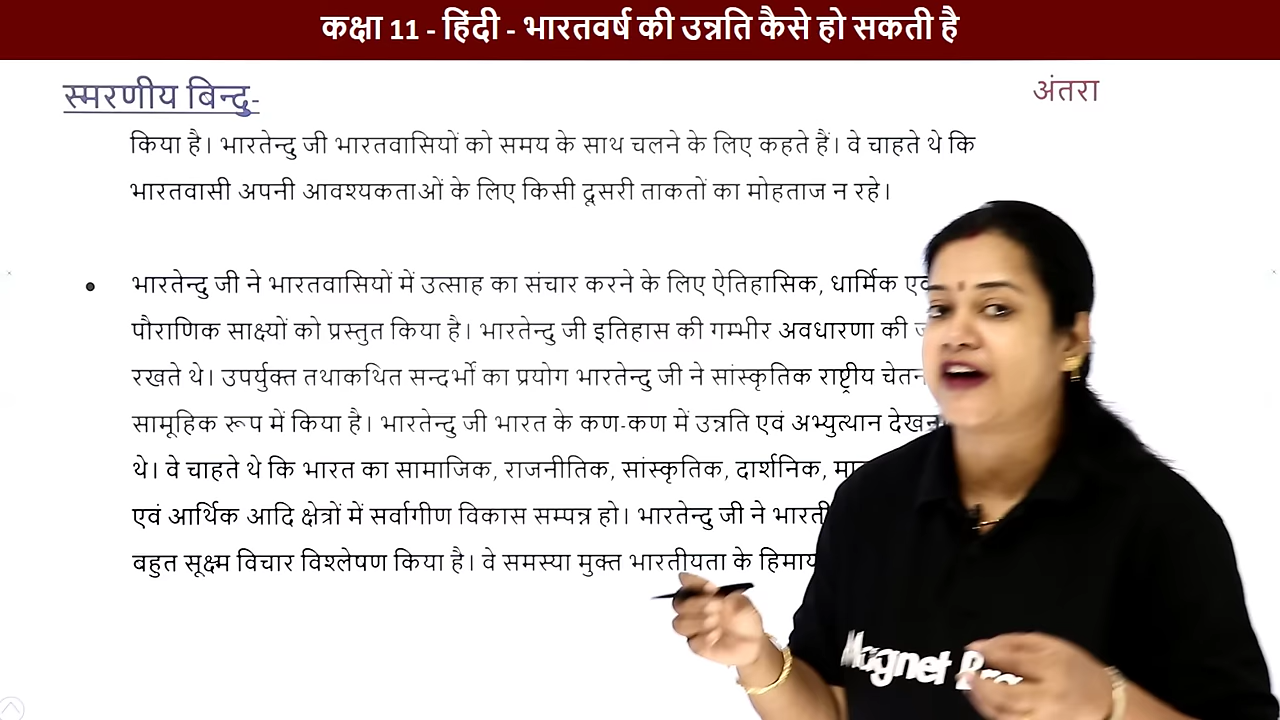 कक्षा 11 - हिंदी - भारतवर्ष की उन्नति कैसे हो सकती है
स्मरणीय बिन्दु-
अंतरा
किया है। भारतेन्दु जी भारतवासियों को समय के साथ चलने के लिए कहते हैं। वे चाहते थे कि
भारतवासी अपनी आवश्यकताओं के लिए किसी दूसरी ताकतों का मोहताज न रहे।
• भारतेन्दु जी ने भारतवासियों में उत्साह का संचार करने के लिए ऐतिहासिक, धार्मिक
पौराणिक साक्ष्यों को प्रस्तुत किया है। भारतेन्दु जी इतिहास की गम्भीर अवधारणा की
रखते थे। उपर्युक्त तथाकथित सन्दर्भो का प्रयोग भारतेन्दु जी ने सांस्कृतिक राष्ट्रीय
सामूहिक रूप में किया है। भारतेन्दु जी भारत के कण-कण में उन्नति एवं अभ्युत्थान
थे। वे चाहते थे कि भारत का सामाजिक, राजनीतिक, सांस्कृतिक, दार्शनिक,
एवं आर्थिक आदि क्षेत्रों में सर्वागीण विकास सम्पन्न हो। भारतेन्दु जी ने
बहुत सूक्ष्म विचार विश्लेषण किया है। वे समस्या मुक्त भारतीयता के
Magnet